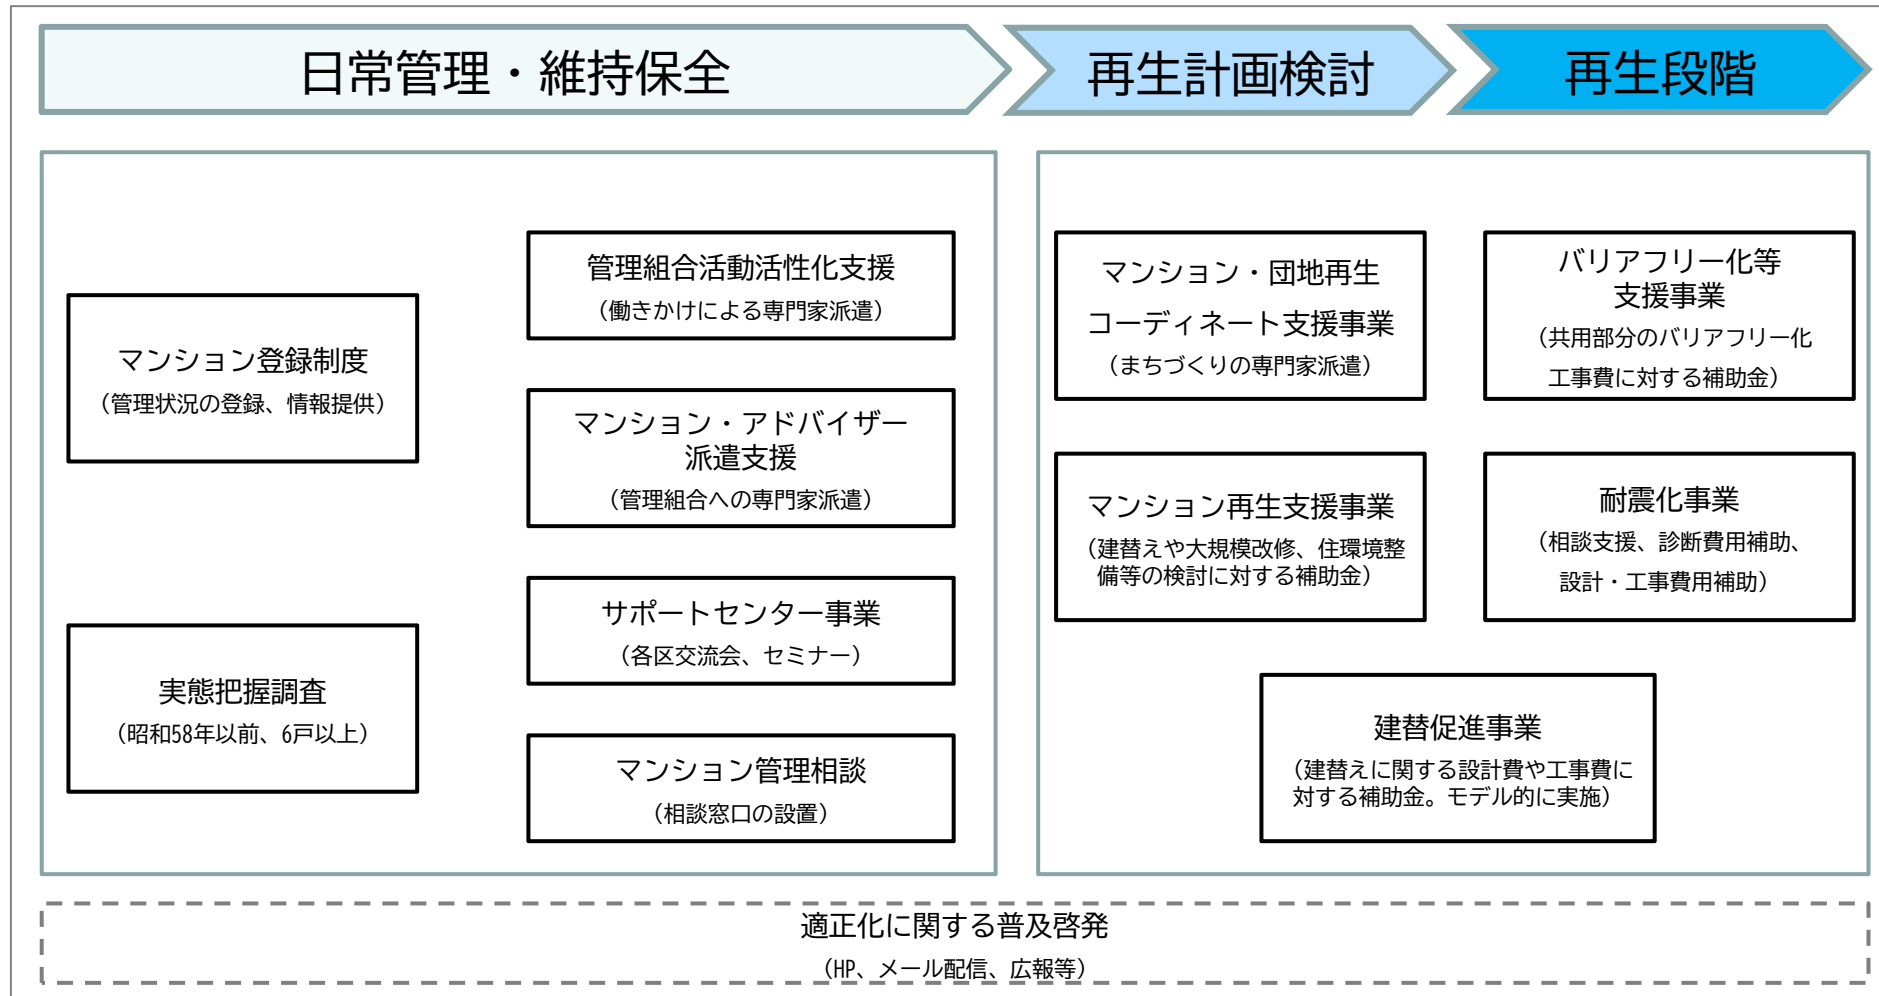 日常管理・維持保全
再生計画検討
再生段階
マンション登録制度
（管理状況の登録、情報提供）
実態把握調査
（昭和58年以前、6戸以上）
管理組合活動活性化支援
（働きかけによる専門家派遣）
マンション・アドバイザー
派遣支援
（管理組合への専門家派遣）
サポートセンター事業
（各区交流会、セミナー）
マンション管理相談
（相談窓口の設置）
マンション・団地再生
コーディネート支援事業
（まちづくりの専門家派遣）
バリアフリー化等
支援事業
（共用部分のバリアフリー化
工事費に対する補助金）
マンション再生支援事業
（建替えや大規模改修、住環境整
備等の検討に対する補助金）
耐震化事業
（相談支援、診断費用補助、
設計・工事費用補助）
建替促進事業
（建替えに関する設計費や工事費に
対する補助金。モデル的に実施）
適正化に関する普及啓発
（HP、メール配信、広報等）